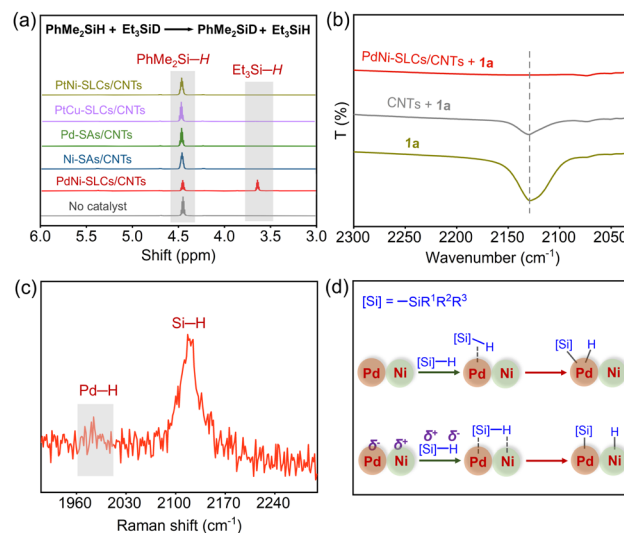 (a)
PhMe₂SiH + Et₃SiD → PhMe₂SiD + Et₃SiH
PhMe₂Si—H
Et₃Si—H
PtNi-SLCs/CNTs
PtCu-SLCs/CNTs
Pd-SAs/CNTs
Ni-SAs/CNTs
PdNi-SLCs/CNTs
No catalyst
6.0 5.5 5.0 4.5 4.0 3.5 3.0
Shift (ppm)
(b)
PdNi-SLCs/CNTs + 1a
CNTs + 1a
1a
T (%)
2300 2250 2200 2150 2100 2050
Wavenumber (cm⁻¹)
(c)
Si—H
Pd—H
1960 2030 2100 2170 2240
Raman shift (cm⁻¹)
(d)
[Si] = —SiR¹R²R³
[Si] H
[Si]—H
[Si] H
Pd Ni Pd Ni Pd Ni
δ⁻ δ⁺ δ⁺ δ⁻
[Si]—H
[Si]—H
[Si] H
Pd Ni Pd Ni Pd Ni